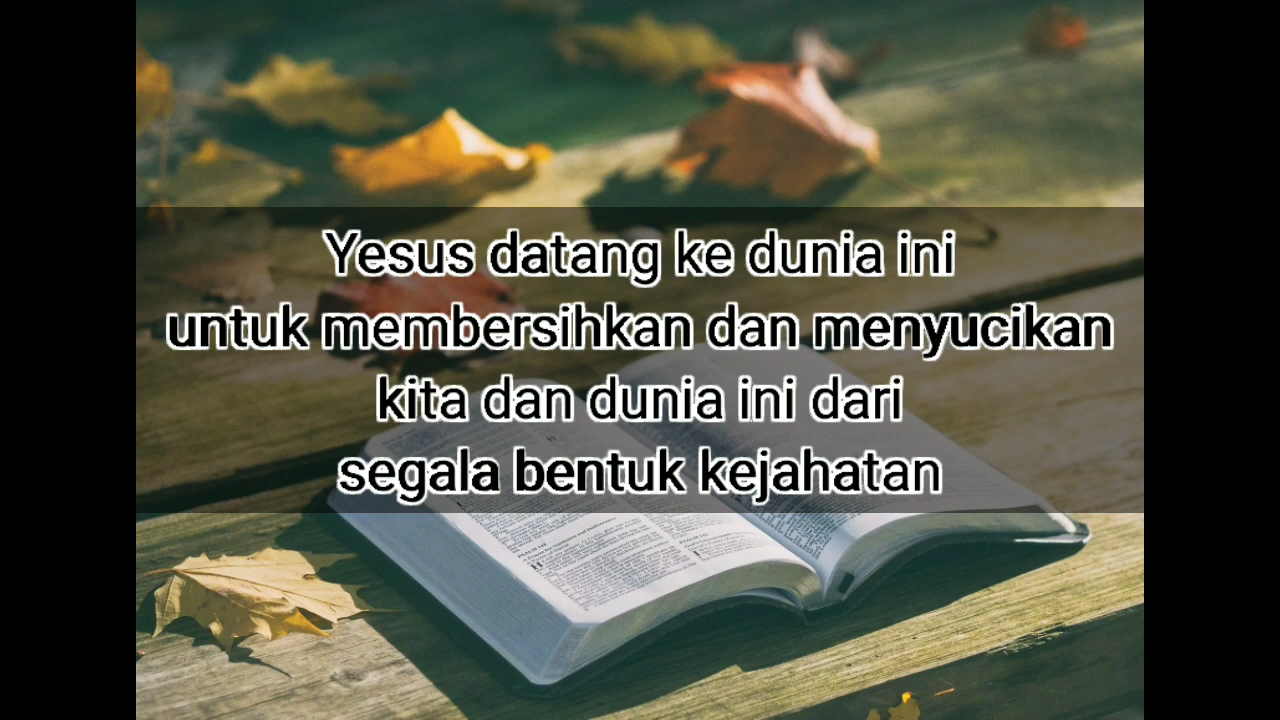 Yesus datang ke dunia ini
untuk membersihkan dan menyucikan
kita dan dunia ini dari
segala bentuk kejahatan